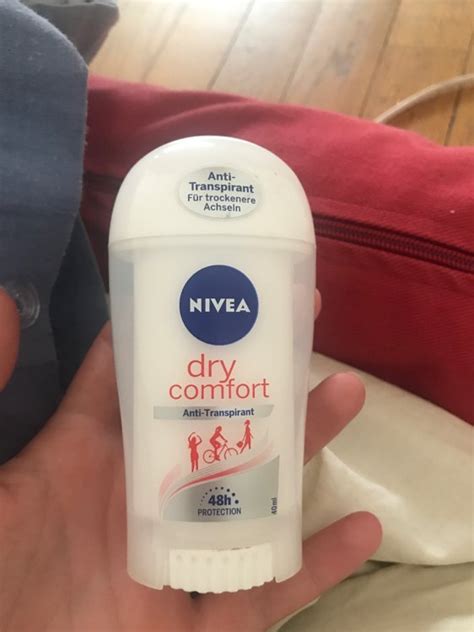 Anti-
Transpirant
Für trockenere
Achseln
NIVEA
dry
comfort
Anti-Transpirant
48h
PROTECTION
40ml